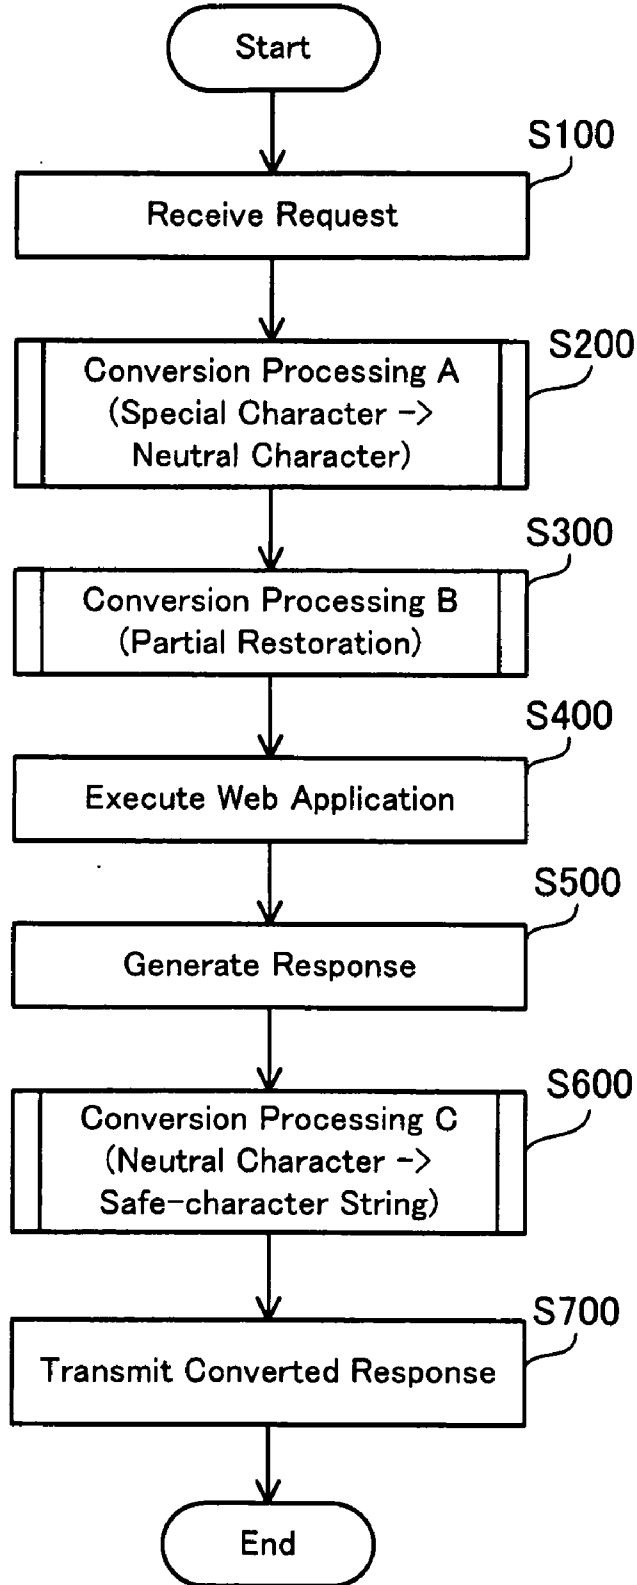 Start
S100
Receive Request
S200
Conversion Processing A
(Special Character ->
Neutral Character)
S300
Conversion Processing B
(Partial Restoration)
S400
Execute Web Application
S500
Generate Response
S600
Conversion Processing C
(Neutral Character ->
Safe-character String)
S700
Transmit Converted Response
End